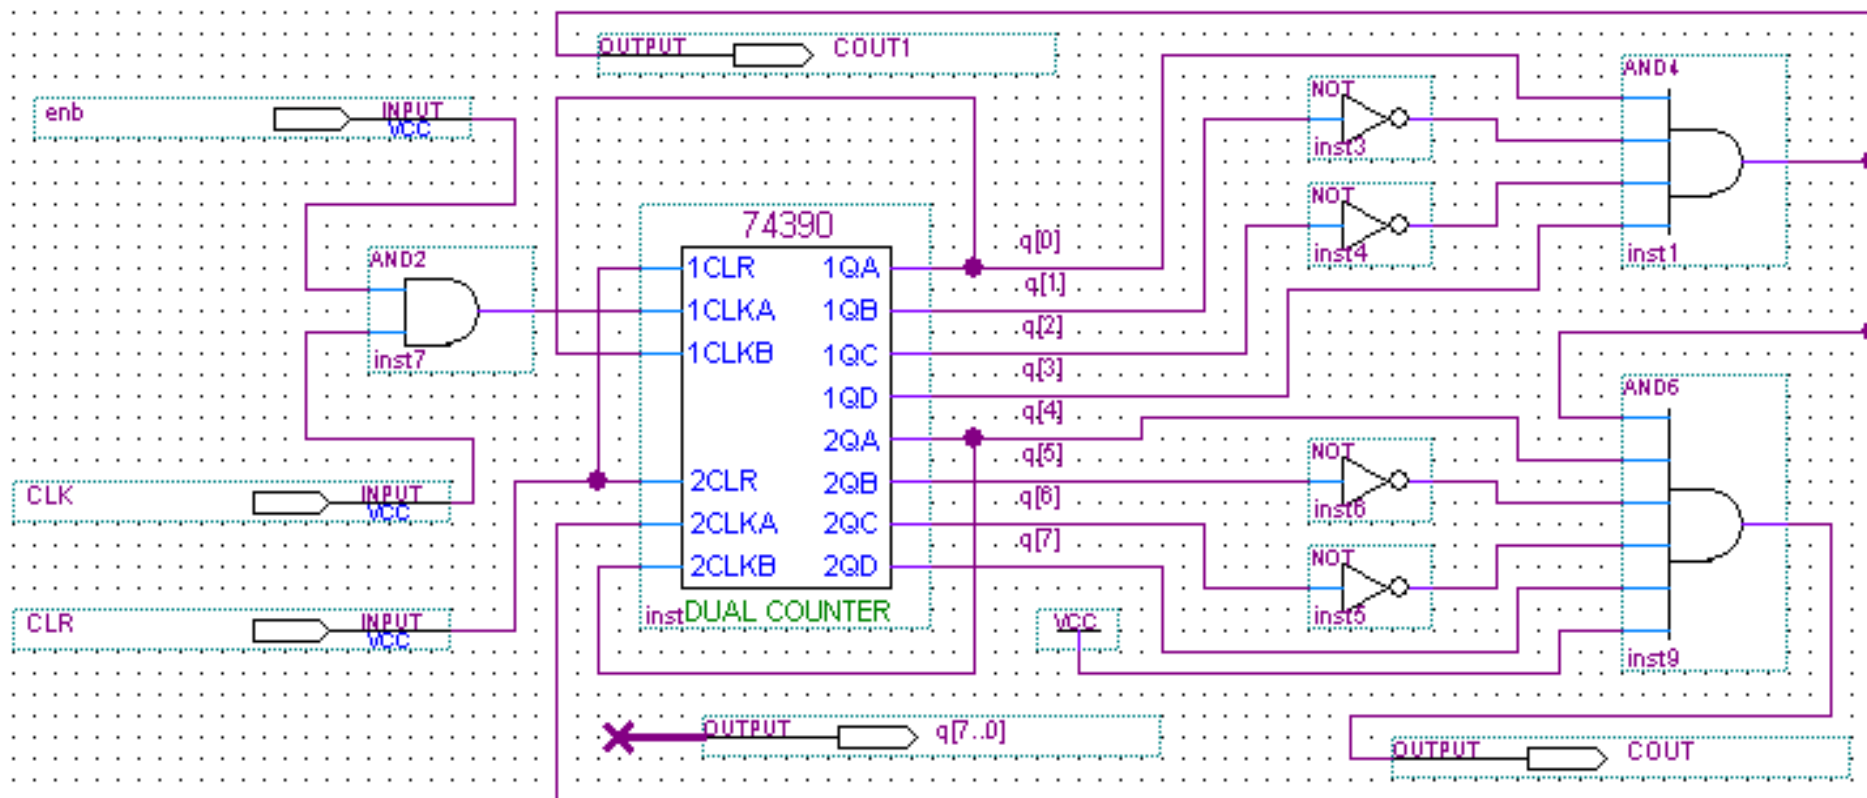 OUTPUT COUT1
enb INPUT
VCC
AND2
inst7
CLK INPUT
VCC
CLR INPUT
VCC
74390
1CLR 1QA
1CLKA 1QB
1CLKB 1QC
1QD
2QA
2CLR 2QB
2CLKA 2QC
2CLKB 2QD
inst DUAL COUNTER
q[0]
q[1]
q[2]
q[3]
q[4]
q[5]
q[6]
q[7]
NOT
inst3
NOT
inst4
AND4
inst1
NOT
inst6
NOT
inst5
AND6
inst9
VCC
OUTPUT q[7..0]
OUTPUT COUT